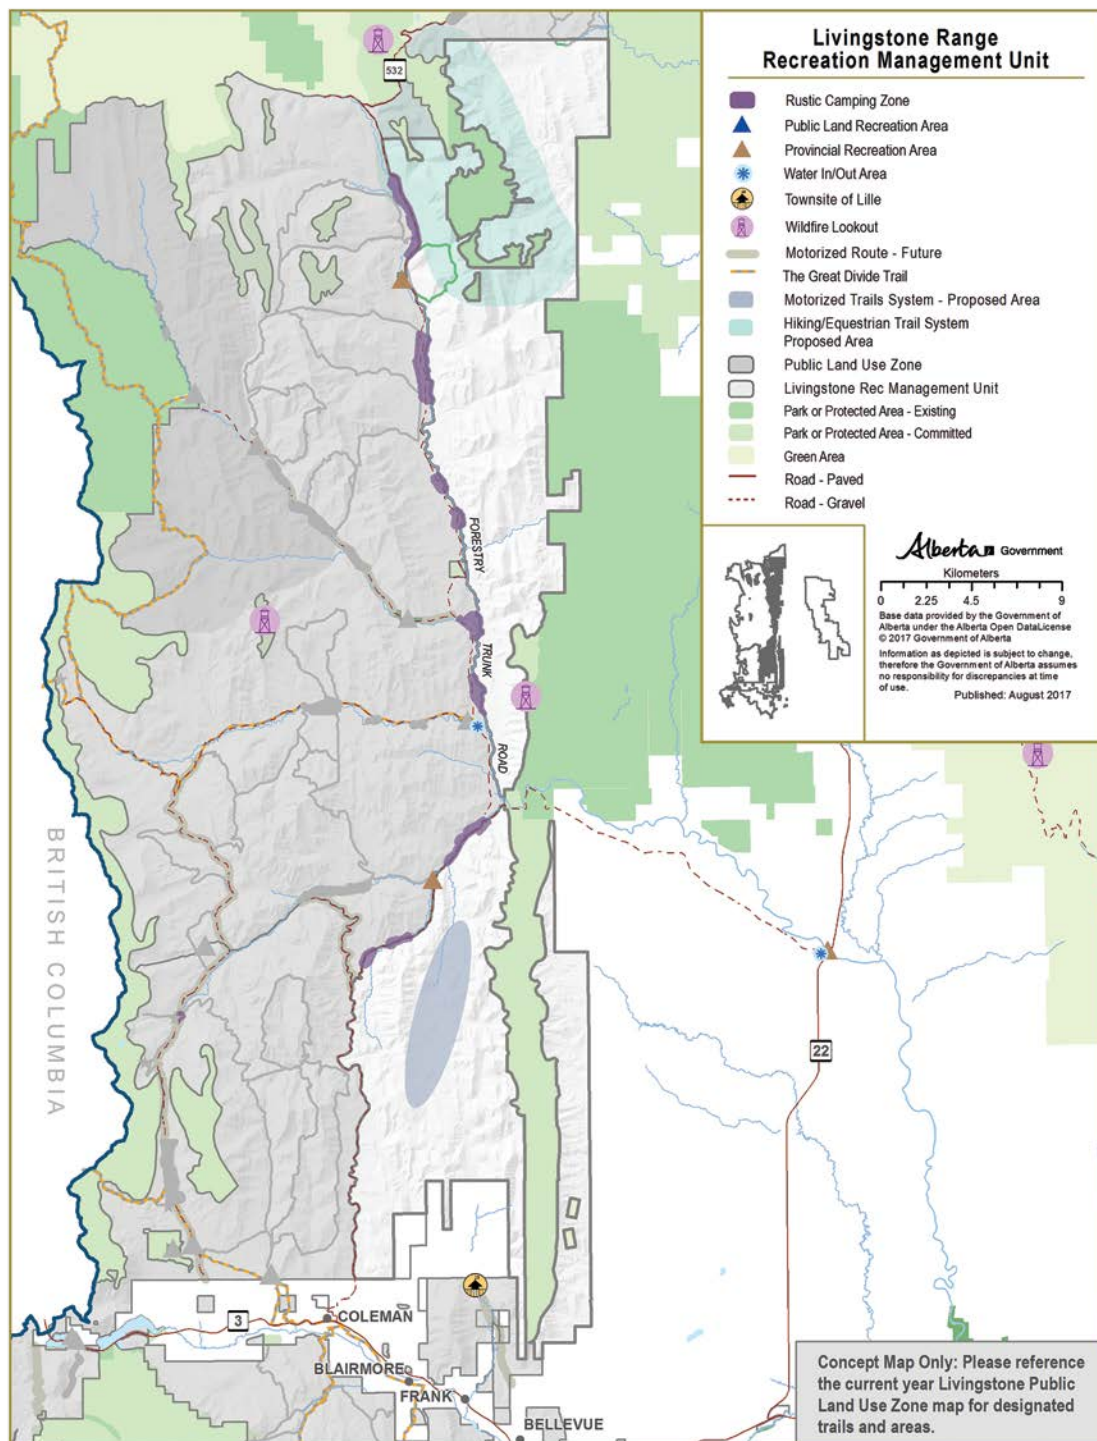 Livingstone Range
Recreation Management Unit
Rustic Camping Zone
Public Land Recreation Area
Provincial Recreation Area
Water In/Out Area
Townsite of Lille
Wildfire Lookout
Motorized Route - Future
The Great Divide Trail
Motorized Trails System - Proposed Area
Hiking/Equestrian Trail System
Proposed Area
Public Land Use Zone
Livingstone Rec Management Unit
Park or Protected Area - Existing
Park or Protected Area - Committed
Green Area
Road - Paved
Road - Gravel
Alberta Government
Kilometers
0 2.25 4.5 9
Base data provided by the Government of
Alberta under the Alberta Open DataLicense
© 2017 Government of Alberta
Information as depicted is subject to change,
therefore the Government of Alberta assumes
no responsibility for discrepancies at time
of use.
Published: August 2017
532
FORESTRY
TRUNK
ROAD
BRITISH COLUMBIA
22
3
COLEMAN
BLAIRMORE
FRANK
BELLEVUE
Concept Map Only: Please reference
the current year Livingstone Public
Land Use Zone map for designated
trails and areas.